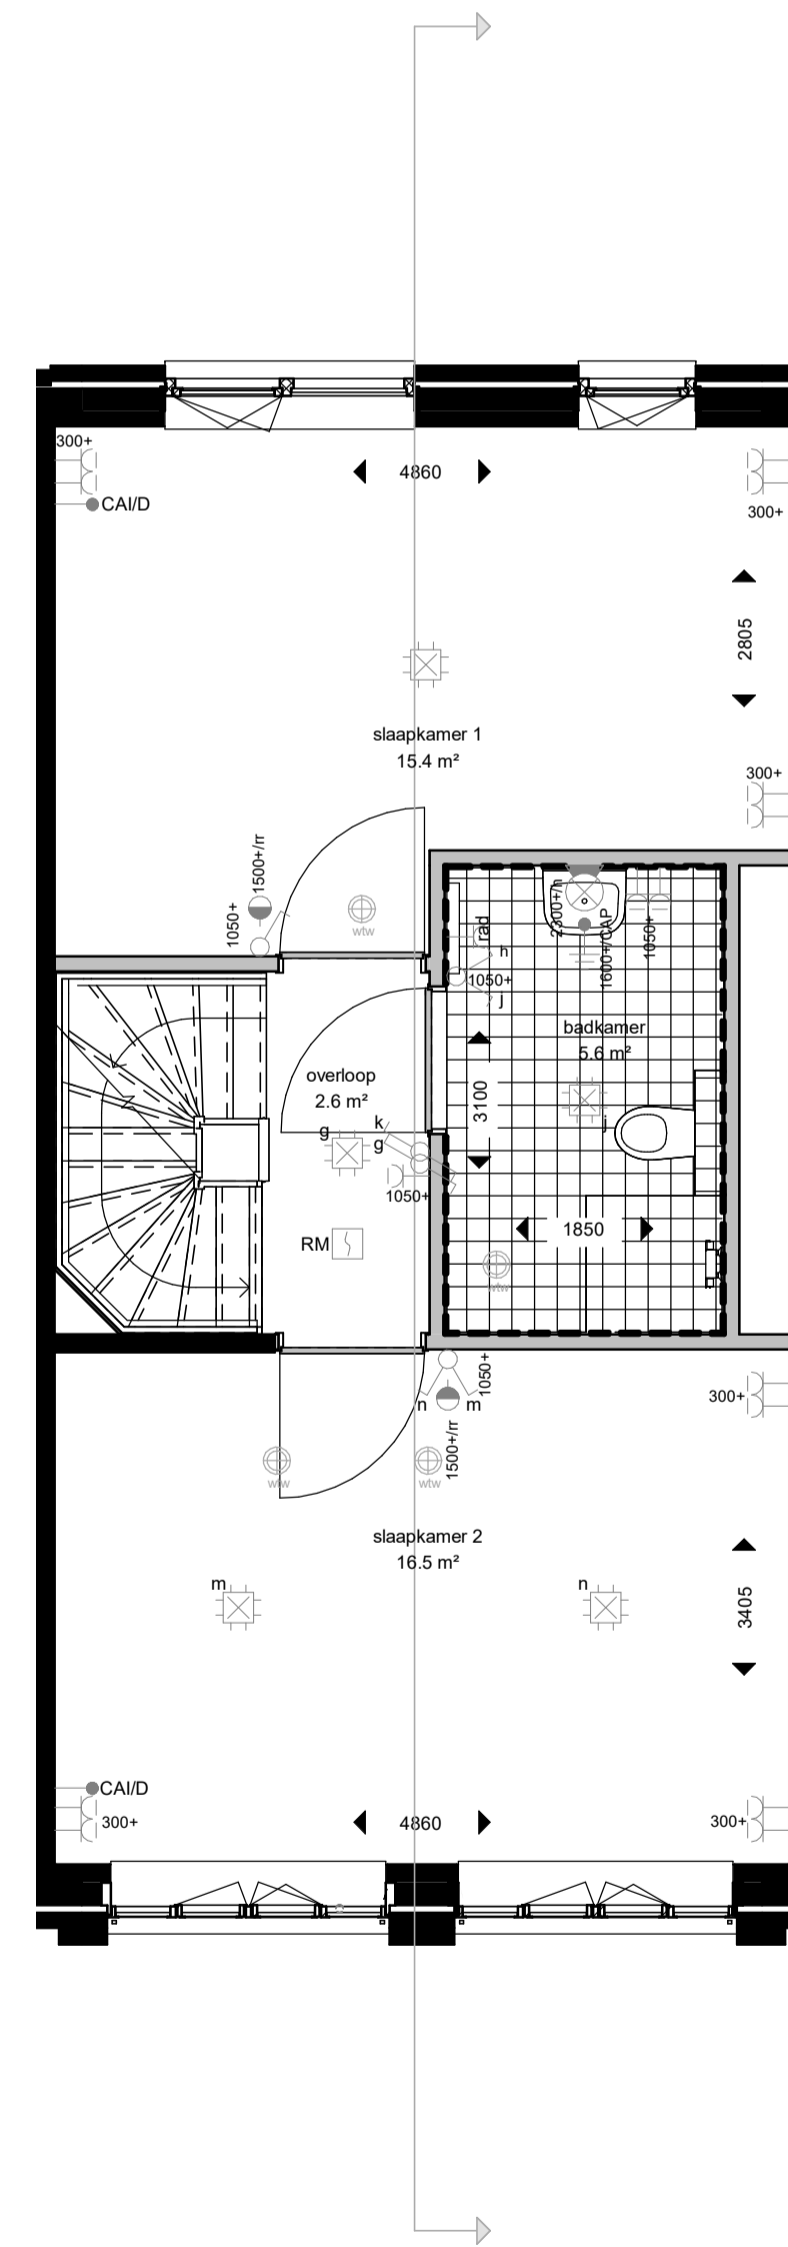 300+
4860
CAI/D
300+
2805
slaapkamer 1
15.4 m²
300+
1500+/rr
1050+
wtw
2300+/h
1600+/CAP
1050+
rad
h
1050+
j
badkamer
5.6 m²
overloop
2.6 m²
3100
k
g
g
j
1050+
1850
RM
wtw
1050+
n
m
300+
1500+/rr
wtw
wtw
slaapkamer 2
16.5 m²
m
n
3405
CAI/D
300+
4860
300+